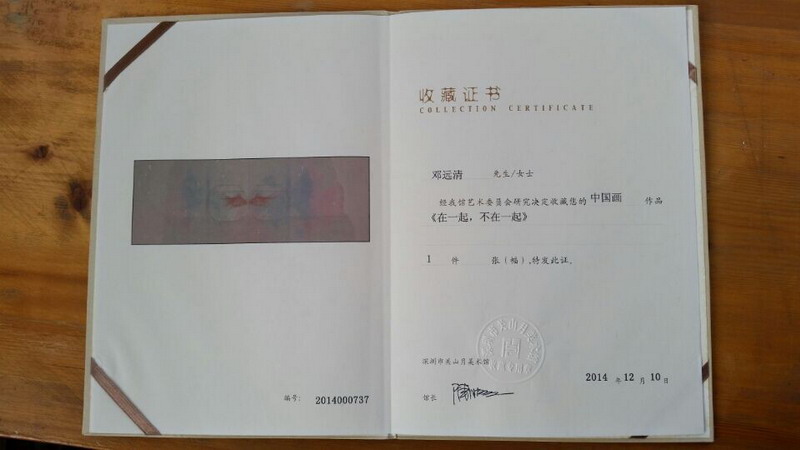 编号: 2014000737
收藏证书
COLLECTION CERTIFICATE
邓远清 先生/女士
经我馆艺术委员会研究决定收藏您的 中国画 作品
《在一起，不在一起》
1 件 张（幅），特发此证。
深圳市关山月美术馆
2014 年 12 月 10 日
馆长